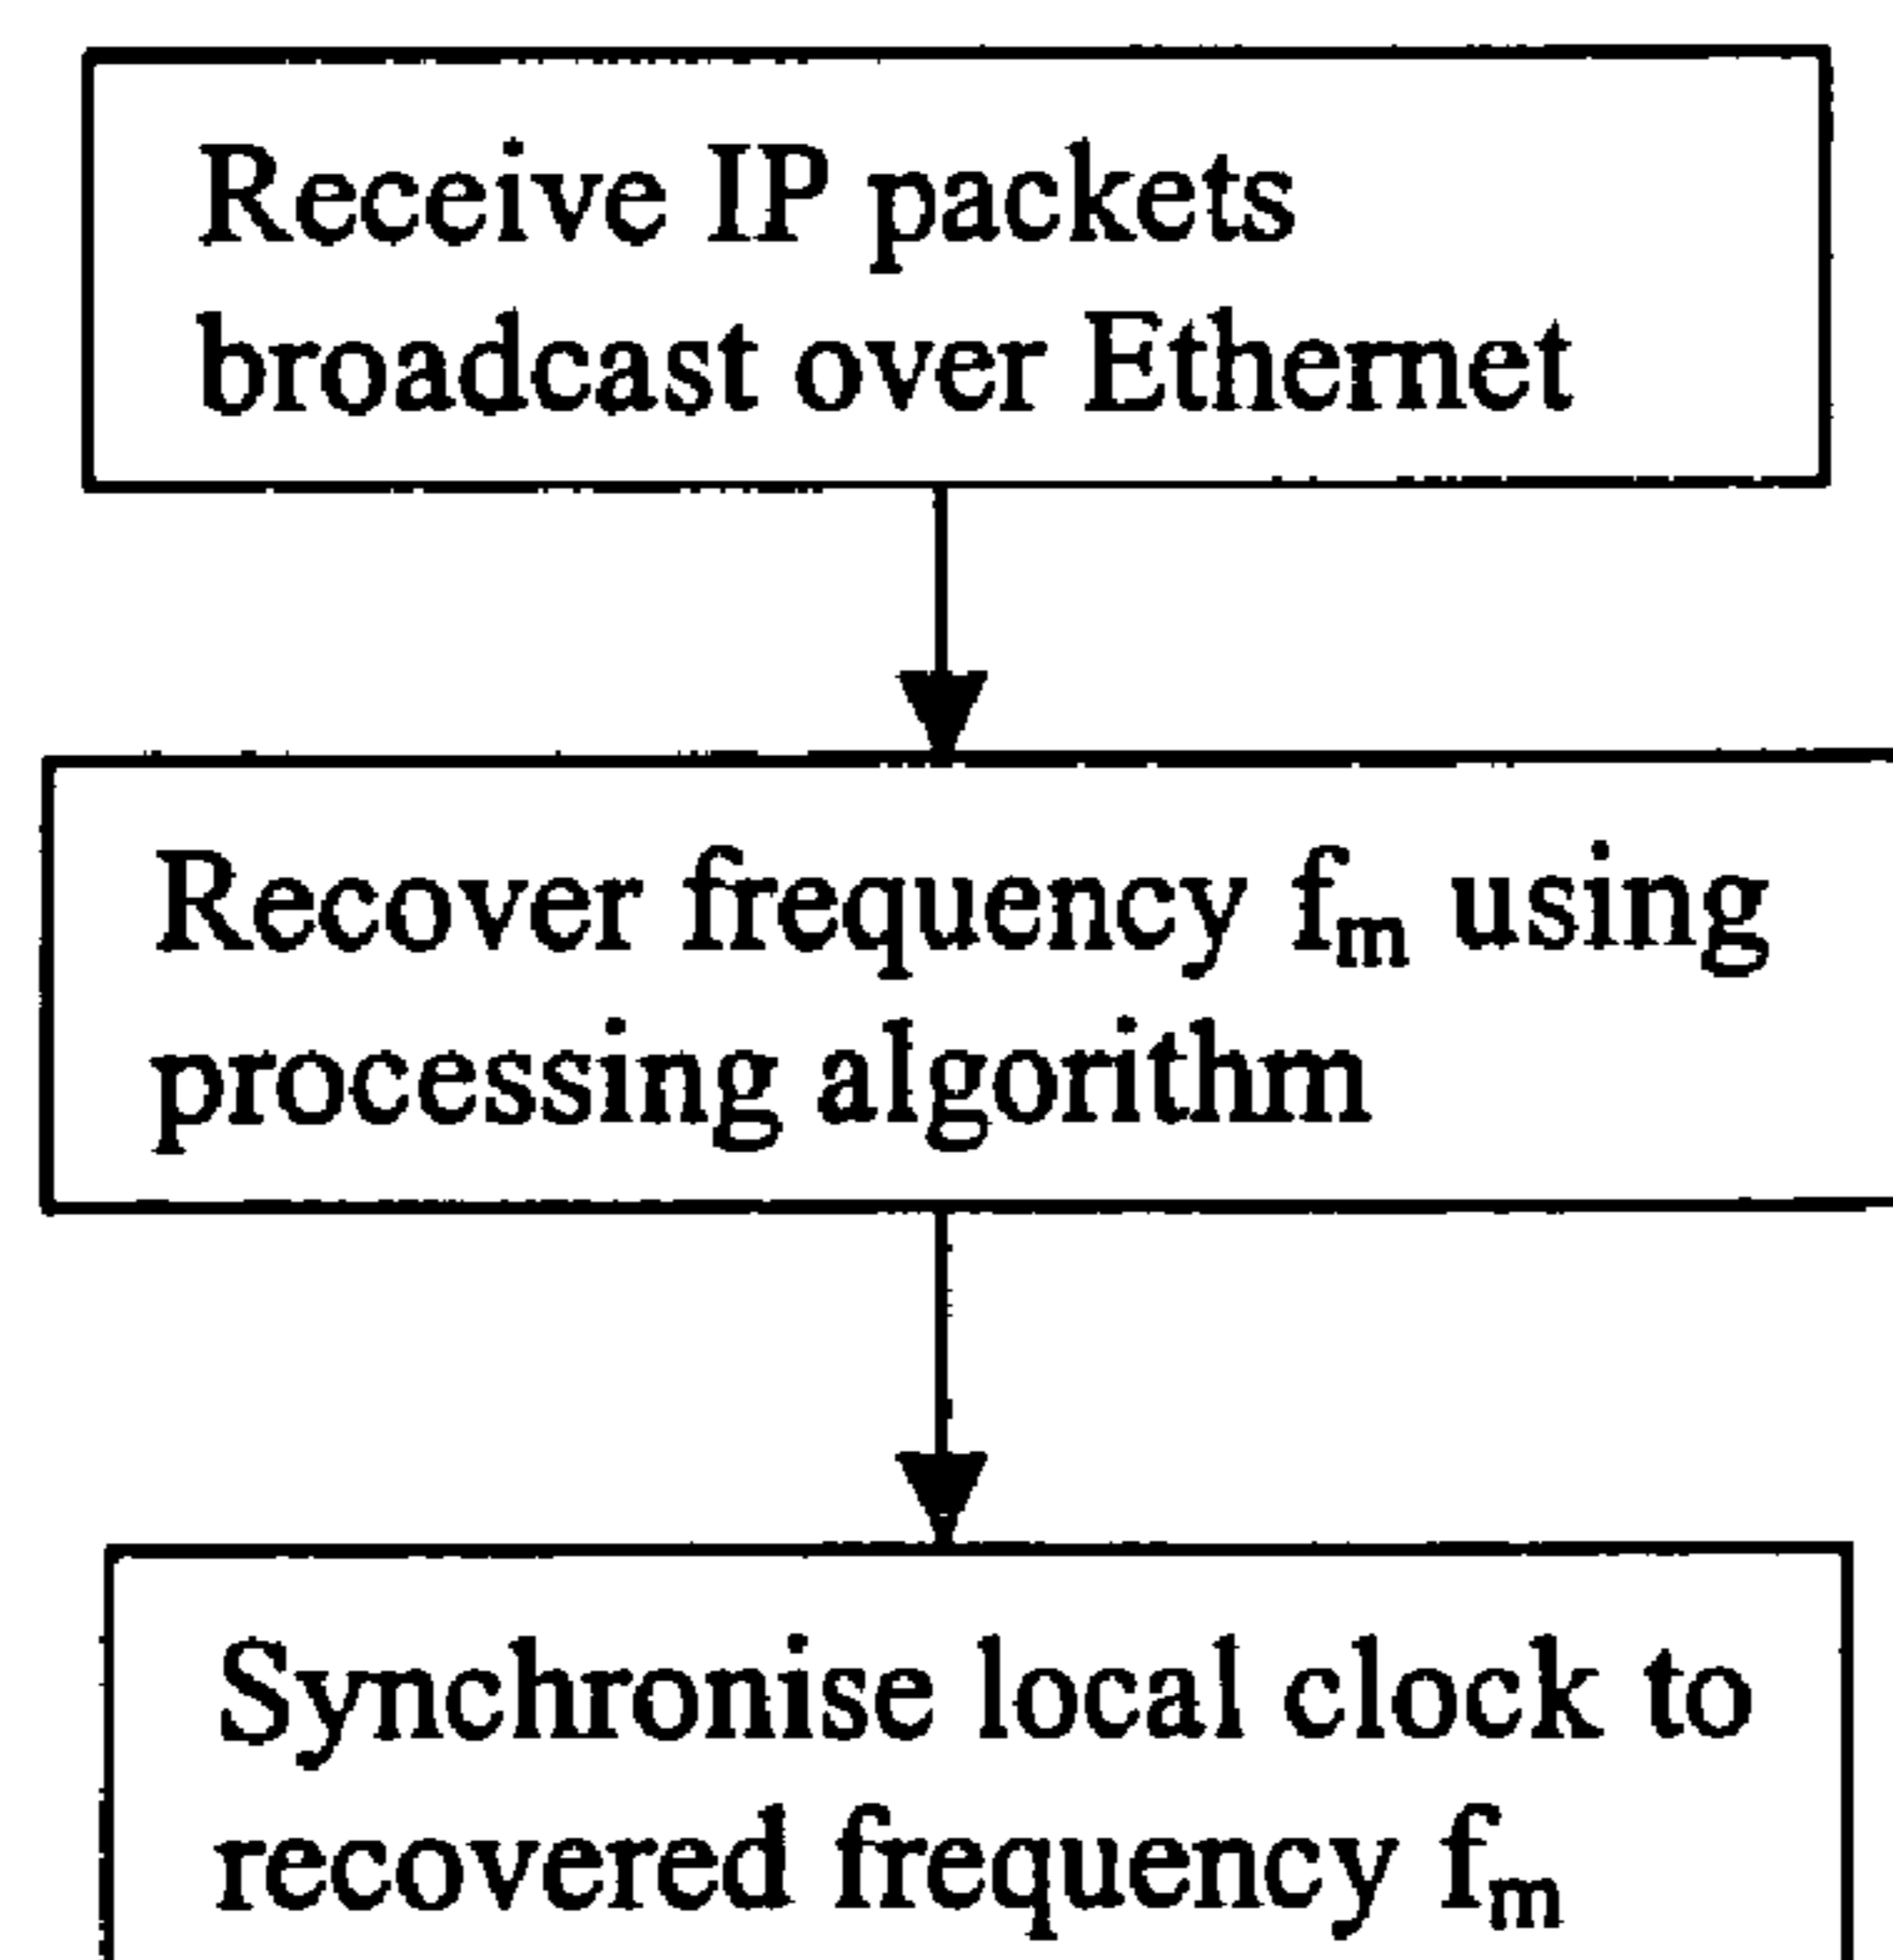 Receive IP packets
broadcast over Ethernet
Recover frequency fₘ using
processing algorithm
Synchronise local clock to
recovered frequency fₘ